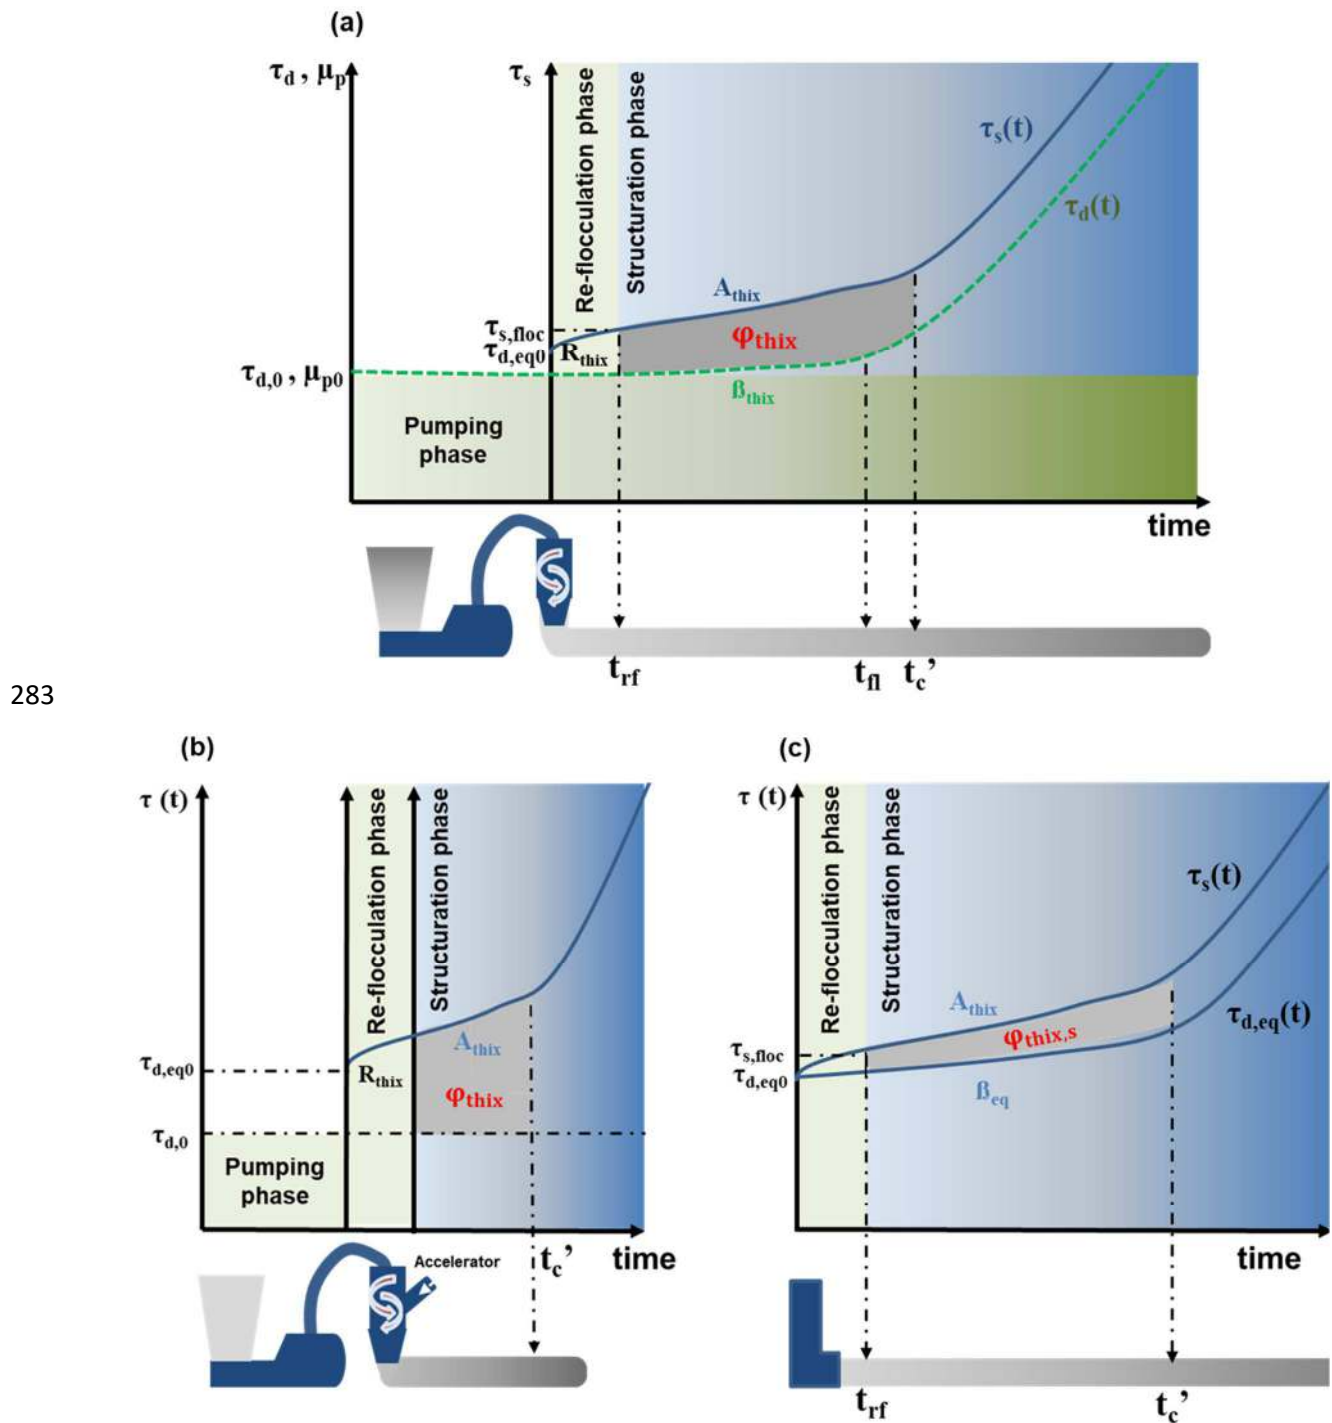 (a)
τd , μp
τs
Re-flocculation phase
Structuration phase
τs(t)
τd(t)
Athix
τs,floc
τd,eq0
Rthix
φthix
τd,0 , μp0
ßthix
Pumping
phase
time
trf
tfl
tc’
283
(b)
(c)
τ (t)
Re-flocculation phase
Structuration phase
Athix
τd,eq0
Rthix
φthix
τd,0
Pumping
phase
tc’
time
Accelerator
τ (t)
Re-flocculation phase
Structuration phase
τs(t)
Athix
τd,eq(t)
φthix,s
τs,floc
τd,eq0
ßeq
time
trf
tc’